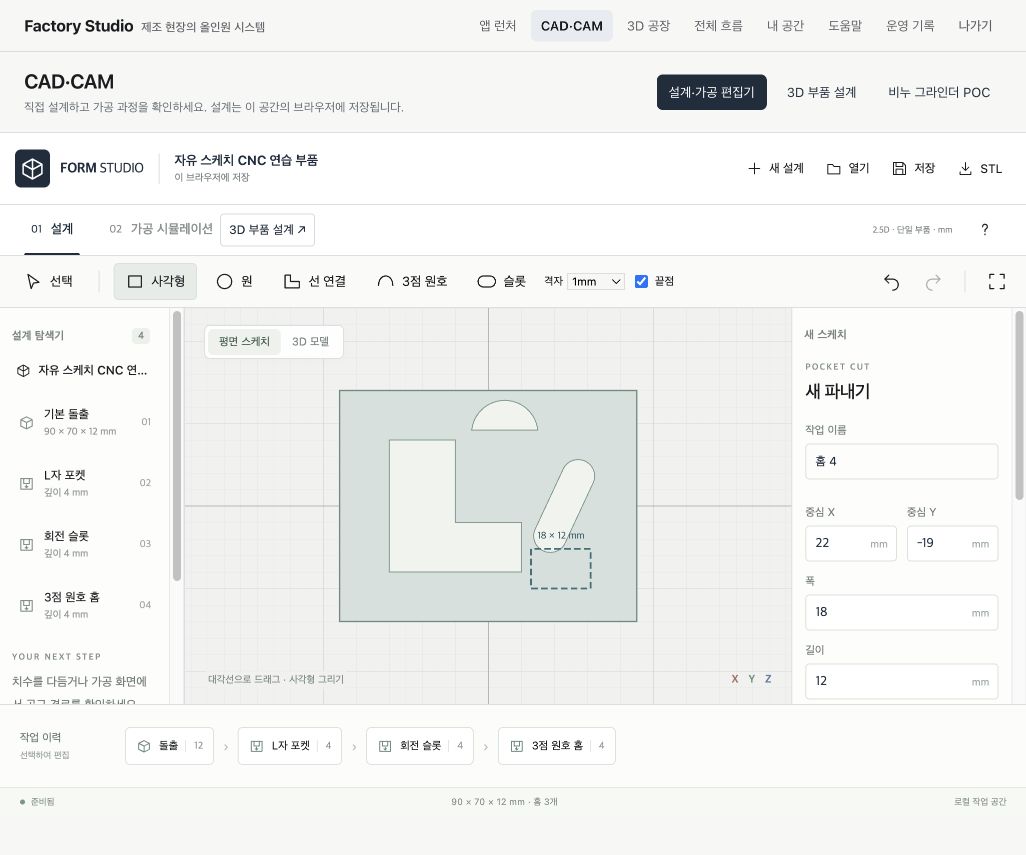 Factory Studio 제조 현장의 올인원 시스템
앱 런처 CAD·CAM 3D 공장 전체 흐름 내 공간 도움말 운영 기록 나가기
CAD·CAM
직접 설계하고 가공 과정을 확인하세요. 설계는 이 공간의 브라우저에 저장됩니다.
설계·가공 편집기 3D 부품 설계 비누 그라인더 POC
FORM STUDIO
자유 스케치 CNC 연습 부품
이 브라우저에 저장
새 설계 열기 저장 STL
01 설계 02 가공 시뮬레이션 3D 부품 설계 ↗
2.5D · 단일 부품 · mm ?
선택 사각형 원 선 연결 3점 원호 슬롯 격자 1mm 끝점
설계 탐색기 4
자유 스케치 CNC 연...
기본 돌출 01
90 × 70 × 12 mm
L자 포켓 02
깊이 4 mm
회전 슬롯 03
깊이 4 mm
3점 원호 홈 04
깊이 4 mm
YOUR NEXT STEP
치수를 다듬거나 가공 화면에
서 공구 경로를 확인하세요
평면 스케치 3D 모델
18 × 12 mm
대각선으로 드래그 · 사각형 그리기
X Y Z
새 스케치
POCKET CUT
새 파내기
작업 이름
홈 4
중심 X 중심 Y
22 mm -19 mm
폭
18 mm
길이
12 mm
작업 이력
선택하여 편집
돌출 12 › L자 포켓 4 › 회전 슬롯 4 › 3점 원호 홈 4
준비됨
90 × 70 × 12 mm · 홈 3개
로컬 작업 공간